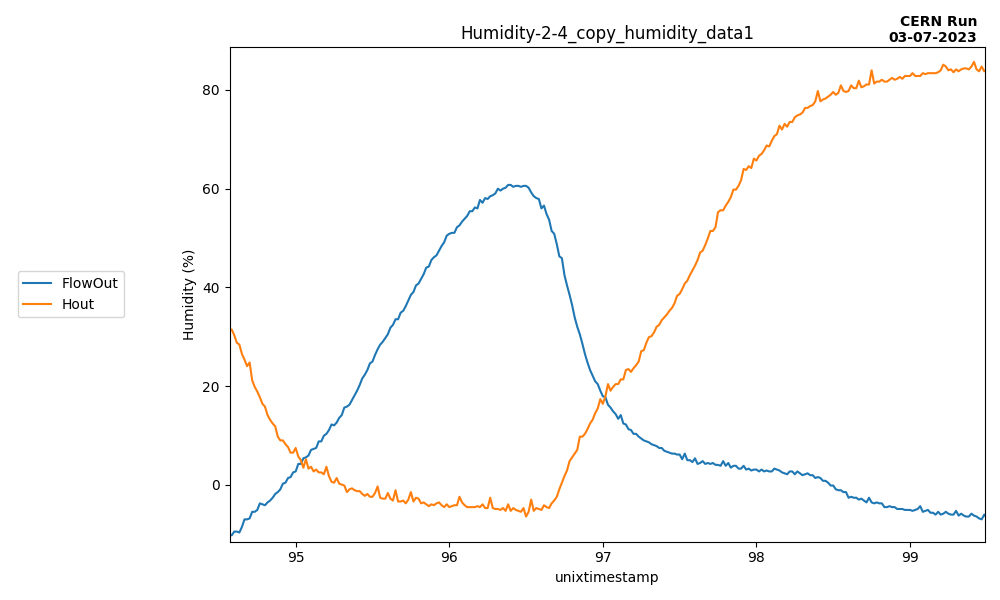 CERN Run
03-07-2023
Humidity-2-4_copy_humidity_data1
FlowOut
Hout
Humidity (%)
80
60
40
20
0
95
96
97
98
99
unixtimestamp